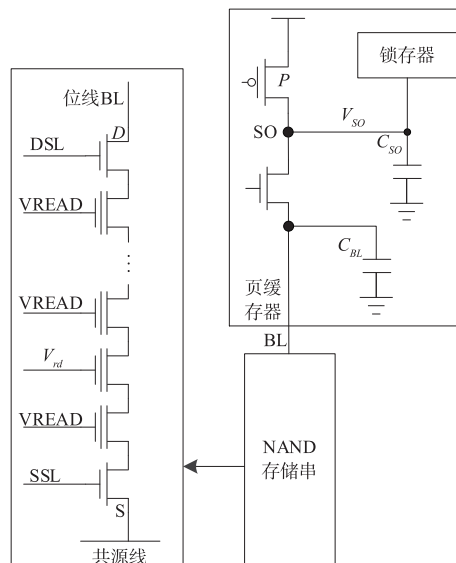 位线BL
D
DSL
VREAD
⋮
VREAD
V_rd
VREAD
SSL
S
共源线
锁存器
P
V_SO
SO
C_SO
C_BL
页缓
存器
BL
NAND
存储串